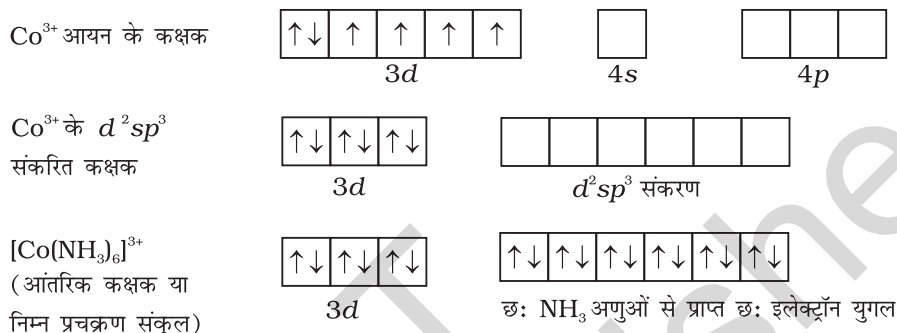 Co³⁺ आयन के कक्षक ↑↓ ↑ ↑ ↑ ↑
3d 4s 4p
Co³⁺ के d²sp³
संकरित कक्षक ↑↓ ↑↓ ↑↓
3d d²sp³ संकरण
[Co(NH₃)₆]³⁺
(आंतरिक कक्षक या ↑↓ ↑↓ ↑↓ ↑↓ ↑↓ ↑↓ ↑↓ ↑↓ ↑↓
निम्न प्रचक्रण संकुल) 3d छ: NH₃ अणुओं से प्राप्त छ: इलेक्ट्रॉन युगल